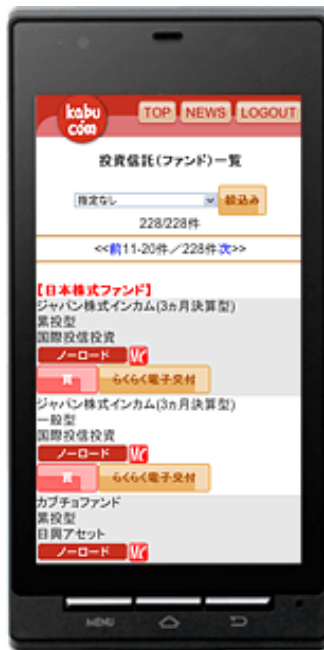 kabu
com
TOP NEWS LOGOUT
投資信託(ファンド)一覧
指定なし 絞込み
228/228件
<<前11-20件／228件次>>
【日本株式ファンド】
ジャパン株式インカム(3ヵ月決算型)
累投型
国際投信投資
ノーロード
買 らくらく電子交付
ジャパン株式インカム(3ヵ月決算型)
一般型
国際投信投資
ノーロード
買 らくらく電子交付
カブチョファンド
累投型
日興アセット
ノーロード
MENU